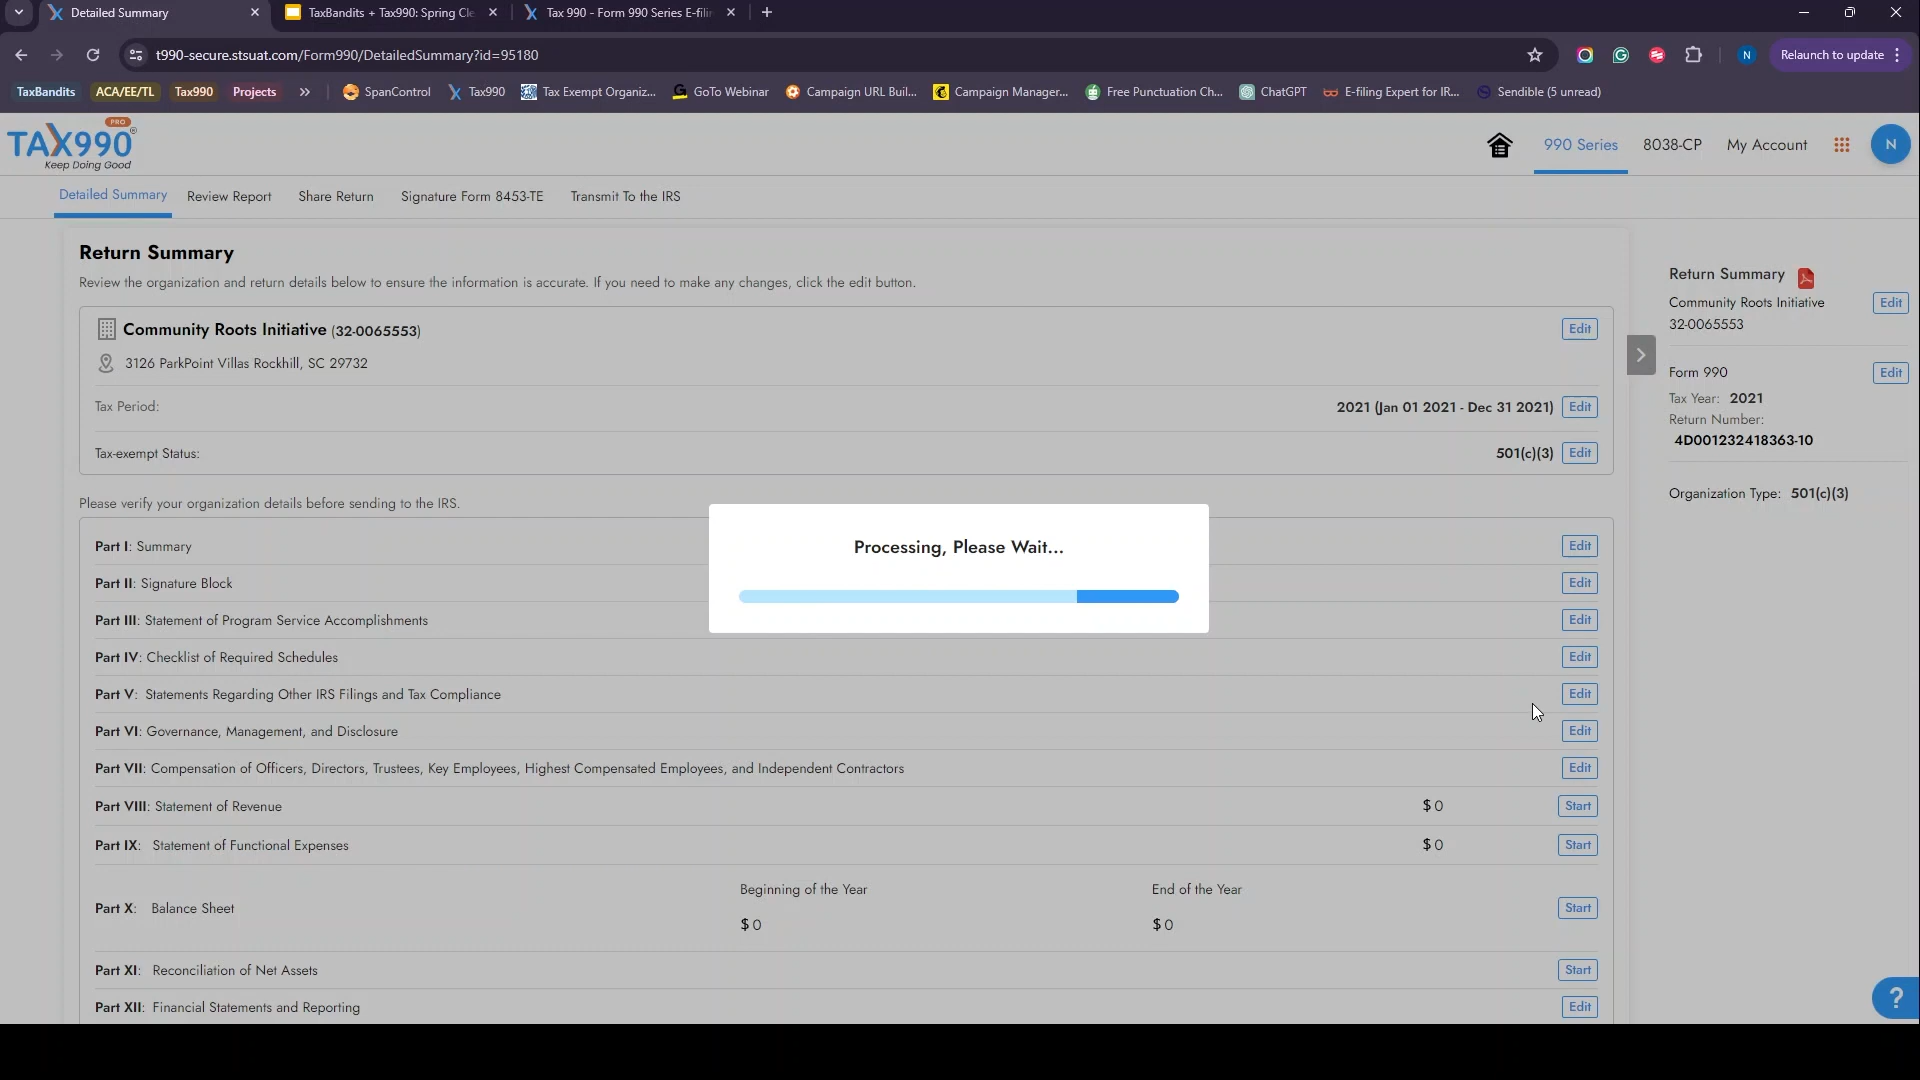 Detailed Summary
TaxBandits + Tax990: Spring Cle
Tax 990 - Form 990 Series E-filin
t990-secure.stsuat.com/Form990/DetailedSummary?id=95180
N
Relaunch to update
TaxBandits
ACA/EE/TL
Tax990
Projects
SpanControl
Tax990
Tax Exempt Organiz...
GoTo Webinar
Campaign URL Buil...
Campaign Manager...
Free Punctuation Ch...
ChatGPT
E-filing Expert for IR...
Sendible (5 unread)
PRO
TAX990®
Keep Doing Good
990 Series
8038-CP
My Account
N
Detailed Summary
Review Report
Share Return
Signature Form 8453-TE
Transmit To the IRS
Return Summary
Review the organization and return details below to ensure the information is accurate. If you need to make any changes, click the edit button.
Community Roots Initiative (32-0065553)
Edit
3126 ParkPoint Villas Rockhill, SC 29732
Tax Period:
2021 (Jan 01 2021 - Dec 31 2021)
Edit
Tax-exempt Status:
501(c)(3)
Edit
Please verify your organization details before sending to the IRS.
Part I: Summary
Edit
Part II: Signature Block
Edit
Part III: Statement of Program Service Accomplishments
Edit
Part IV: Checklist of Required Schedules
Edit
Part V: Statements Regarding Other IRS Filings and Tax Compliance
Edit
Part VI: Governance, Management, and Disclosure
Edit
Part VII: Compensation of Officers, Directors, Trustees, Key Employees, Highest Compensated Employees, and Independent Contractors
Edit
Part VIII: Statement of Revenue
$ 0
Start
Part IX: Statement of Functional Expenses
$ 0
Start
Beginning of the Year
End of the Year
Part X: Balance Sheet
$ 0
$ 0
Start
Part XI: Reconciliation of Net Assets
Start
Part XII: Financial Statements and Reporting
Edit
Processing, Please Wait...
Return Summary
Community Roots Initiative
Edit
32-0065553
Form 990
Edit
Tax Year: 2021
Return Number:
4D001232418363-10
Organization Type: 501(c)(3)
?